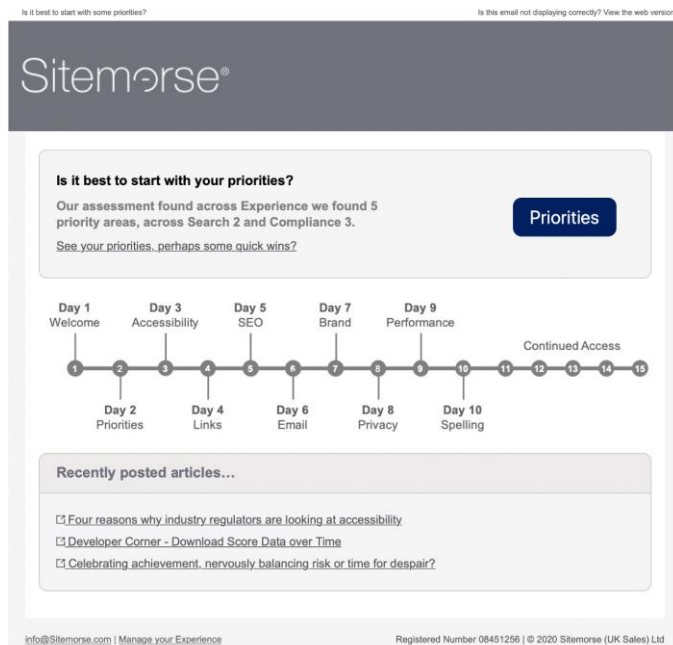 Is it best to start with some priorities?
Is this email not displaying correctly? View the web version
Sitemorse®
Is it best to start with your priorities?
Our assessment found across Experience we found 5
priority areas, across Search 2 and Compliance 3.
See your priorities, perhaps some quick wins?
Priorities
Day 1
Welcome
Day 3
Accessibility
Day 5
SEO
Day 7
Brand
Day 9
Performance
Continued Access
1 2 3 4 5 6 7 8 9 10 11 12 13 14 15
Day 2
Priorities
Day 4
Links
Day 6
Email
Day 8
Privacy
Day 10
Spelling
Recently posted articles...
Four reasons why industry regulators are looking at accessibility
Developer Corner - Download Score Data over Time
Celebrating achievement, nervously balancing risk or time for despair?
info@Sitemorse.com | Manage your Experience
Registered Number 08451256 | © 2020 Sitemorse (UK Sales) Ltd